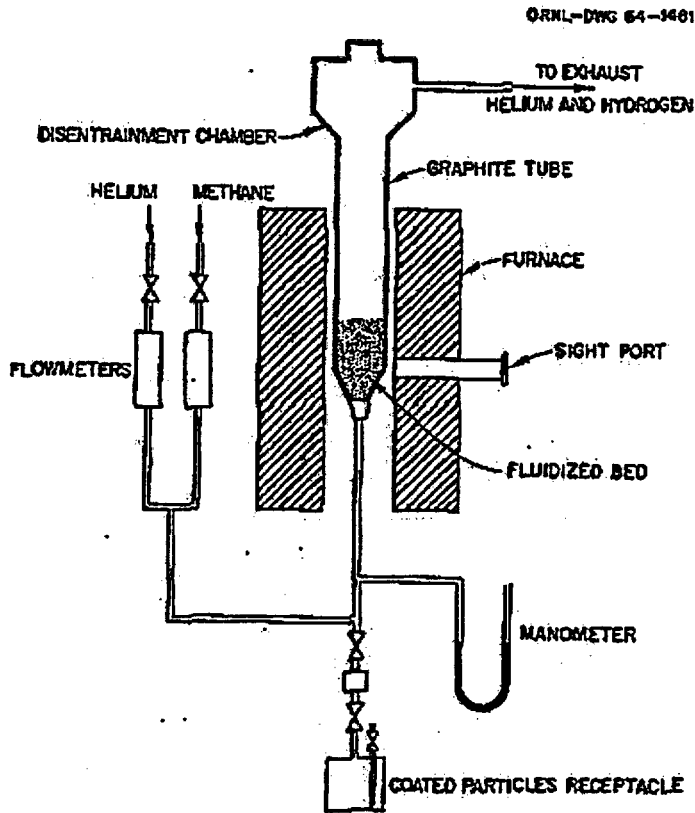 ORNL-DWG 64-3461
TO EXHAUST
HELIUM AND HYDROGEN
DISENTRAINMENT CHAMBER
GRAPHITE TUBE
HELIUM METHANE
FURNACE
SIGHT PORT
FLOWMETERS
FLUIDIZED BED
MANOMETER
COATED PARTICLES RECEPTACLE